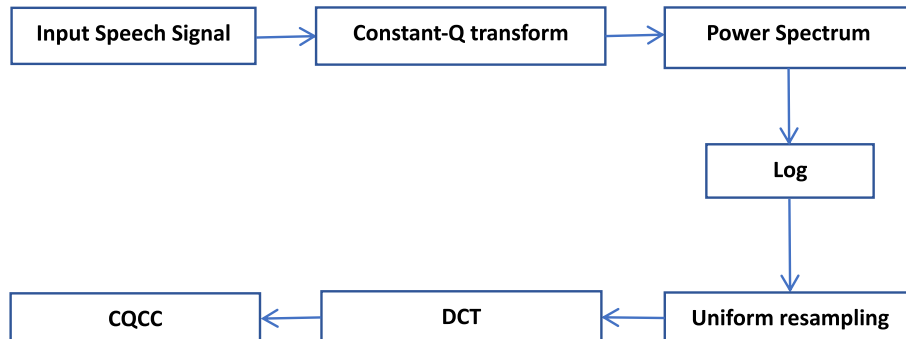 Input Speech Signal
Constant-Q transform
Power Spectrum
Log
Uniform resampling
DCT
CQCC